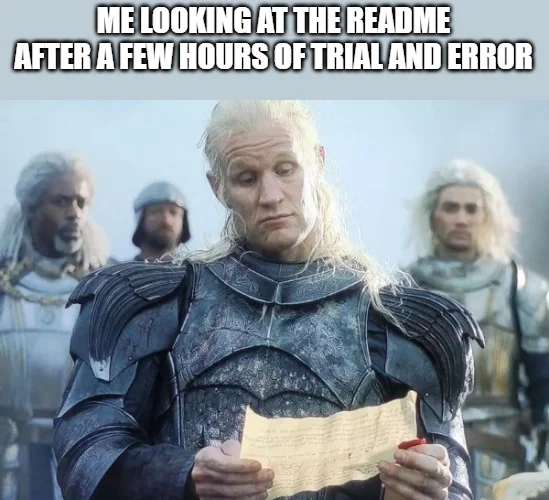 ME LOOKING AT THE README
AFTER A FEW HOURS OF TRIAL AND ERROR